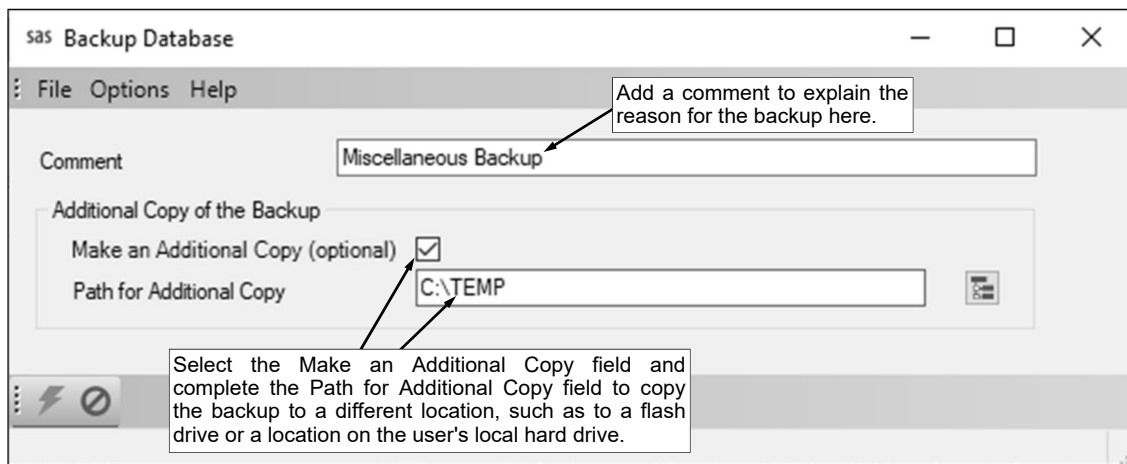 sas Backup Database
File Options Help
Add a comment to explain the
reason for the backup here.
Comment
Miscellaneous Backup
Additional Copy of the Backup
Make an Additional Copy (optional)
Path for Additional Copy
C:\TEMP
Select the Make an Additional Copy field and
complete the Path for Additional Copy field to copy
the backup to a different location, such as to a flash
drive or a location on the user's local hard drive.